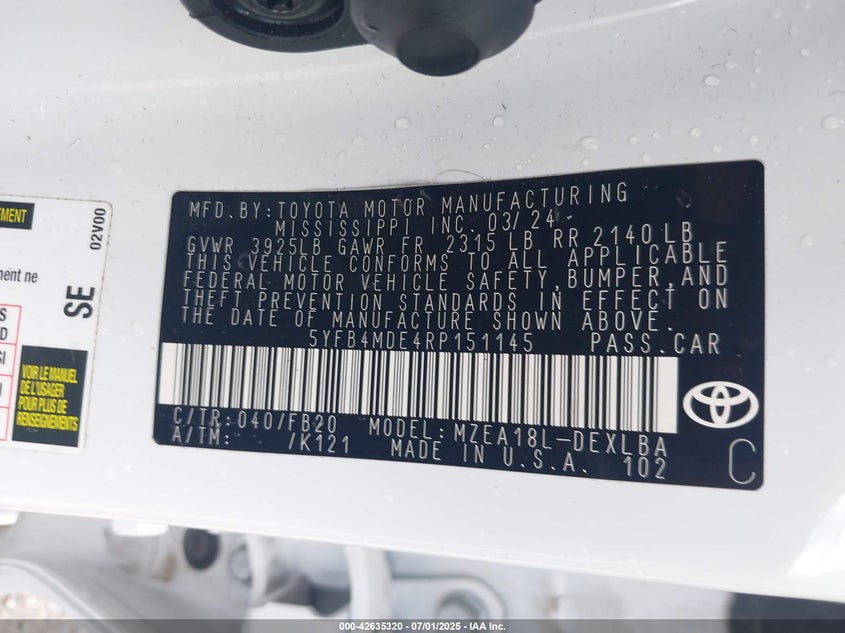 MFD. BY: TOYOTA MOTOR MANUFACTURING
MISSISSIPPI INC. 03/24
GVWR 3925LB GAWR FR 2315 LB RR 2140 LB
THIS VEHICLE CONFORMS TO ALL APPLICABLE
FEDERAL MOTOR VEHICLE SAFETY, BUMPER, AND
THEFT PREVENTION STANDARDS IN EFFECT ON
THE DATE OF MANUFACTURE SHOWN ABOVE.
5YFB4MDE4RP151145 PASS. CAR
C/TR: 040/FB20 MODEL: MZEA18L-DEXLBA
A/TM: /K121 MADE IN U.S.A. 102
C
02V00
SE
VOIR LE MANUEL
DE L'USAGER
POUR PLUS DE
RENSEIGNEMENTS
000-42635320 - 07/01/2025 - IAA Inc.